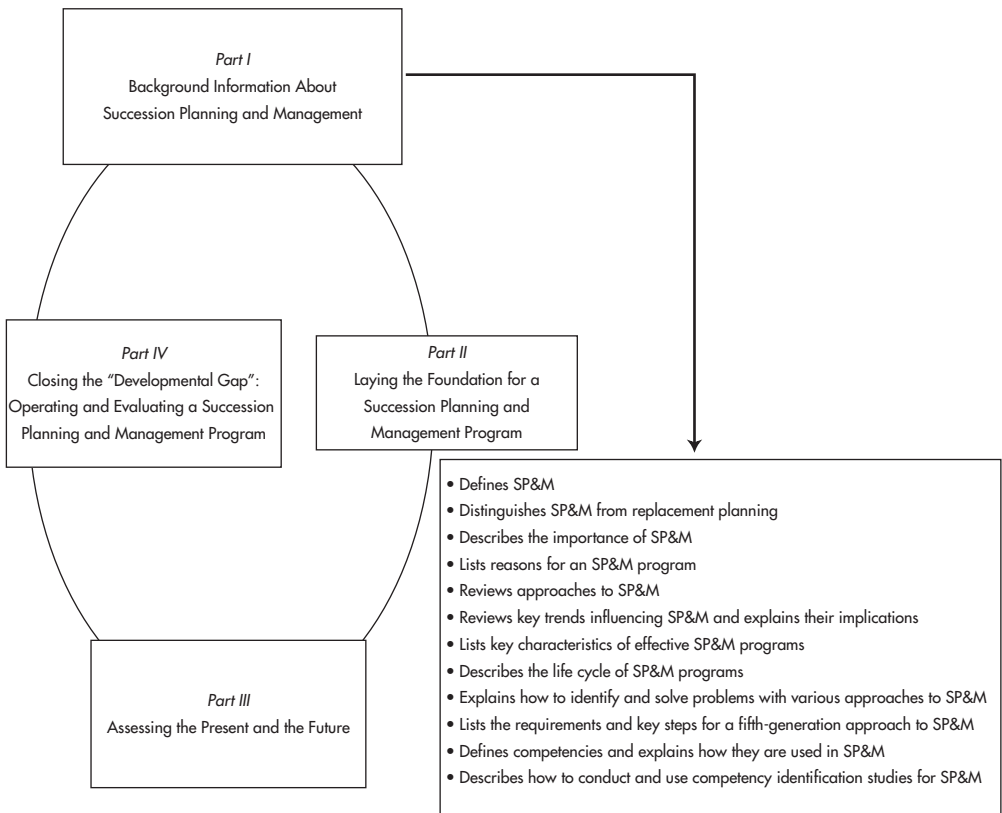 Part I
Background Information About
Succession Planning and Management
Part IV
Closing the “Developmental Gap”:
Operating and Evaluating a Succession
Planning and Management Program
Part II
Laying the Foundation for a
Succession Planning and
Management Program
Part III
Assessing the Present and the Future
• Defines SP&M
• Distinguishes SP&M from replacement planning
• Describes the importance of SP&M
• Lists reasons for an SP&M program
• Reviews approaches to SP&M
• Reviews key trends influencing SP&M and explains their implications
• Lists key characteristics of effective SP&M programs
• Describes the life cycle of SP&M programs
• Explains how to identify and solve problems with various approaches to SP&M
• Lists the requirements and key steps for a fifth-generation approach to SP&M
• Defines competencies and explains how they are used in SP&M
• Describes how to conduct and use competency identification studies for SP&M